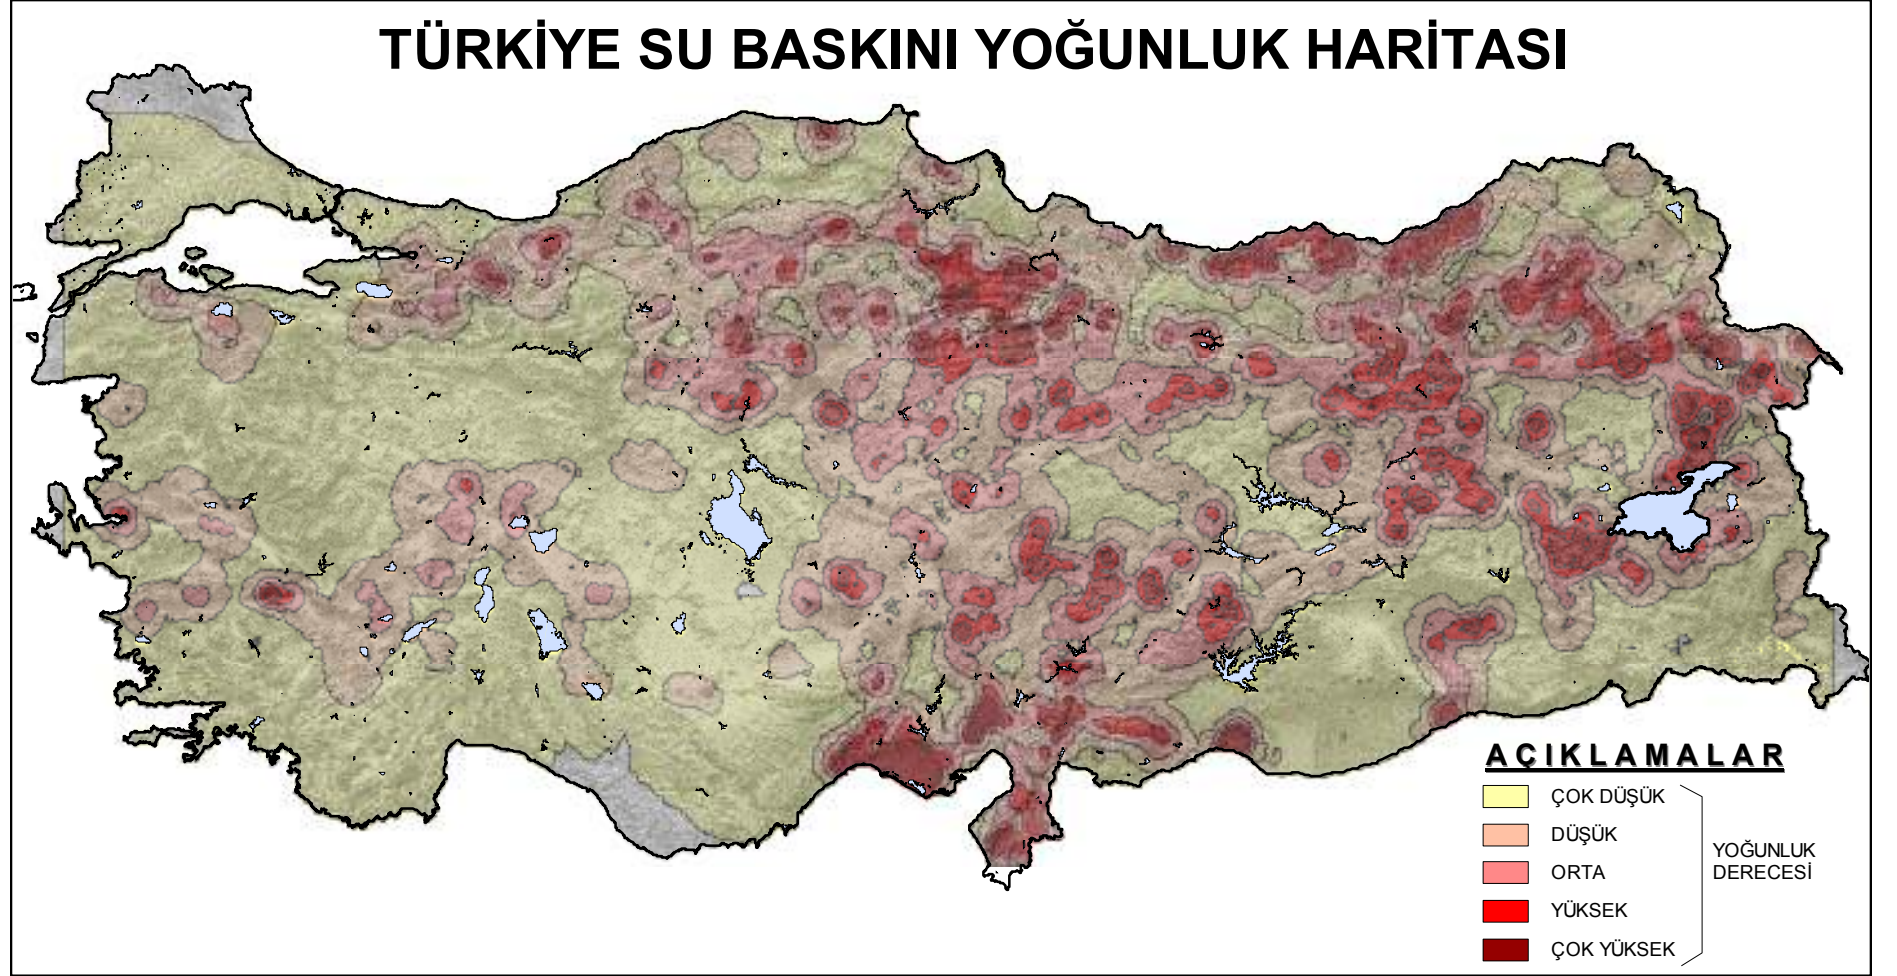 TÜRKİYE SU BASKINI YOĞUNLUK HARİTASI
AÇIKLAMALAR
ÇOK DÜŞÜK
DÜŞÜK
ORTA
YÜKSEK
ÇOK YÜKSEK
YOĞUNLUK
DERECESİ